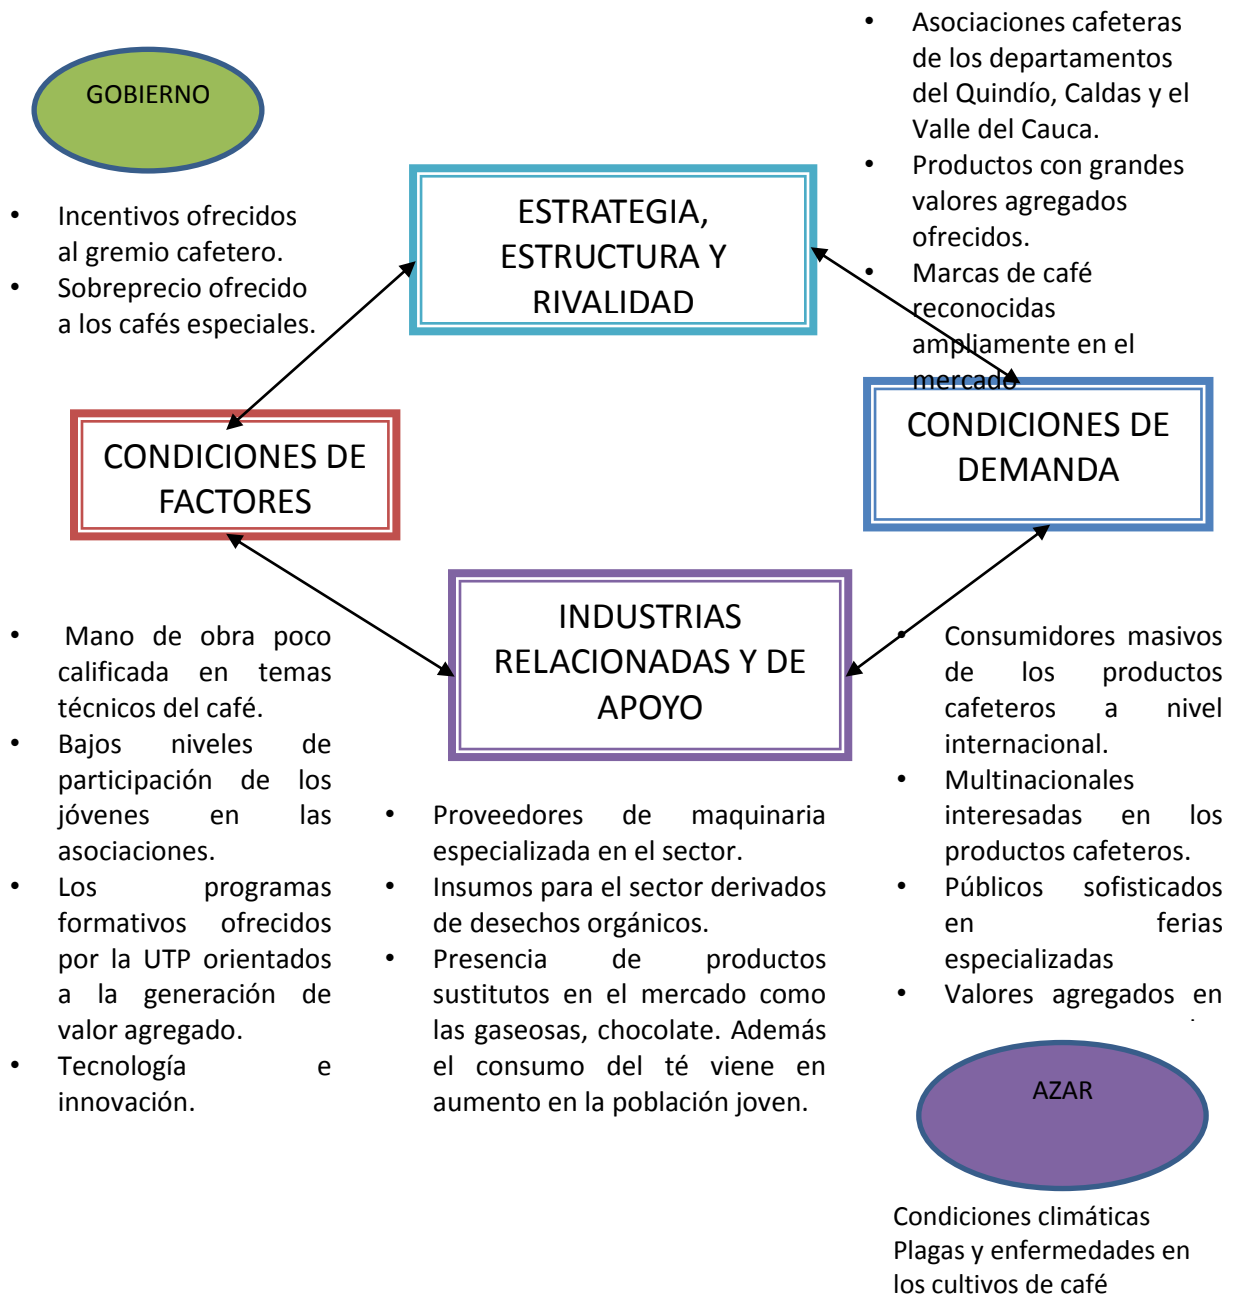 GOBIERNO
• Incentivos ofrecidos
al gremio cafetero.
• Sobreprecio ofrecido
a los cafés especiales.
ESTRATEGIA,
ESTRUCTURA Y
RIVALIDAD
• Asociaciones cafeteras
de los departamentos
del Quindío, Caldas y el
Valle del Cauca.
• Productos con grandes
valores agregados
ofrecidos.
• Marcas de café
reconocidas
ampliamente en el
mercado
CONDICIONES DE
FACTORES
CONDICIONES DE
DEMANDA
INDUSTRIAS
RELACIONADAS Y DE
APOYO
• Mano de obra poco
calificada en temas
técnicos del café.
• Bajos niveles de
participación de los
jóvenes en las
asociaciones.
• Los programas
formativos ofrecidos
por la UTP orientados
a la generación de
valor agregado.
• Tecnología e
innovación.
• Proveedores de maquinaria
especializada en el sector.
• Insumos para el sector derivados
de desechos orgánicos.
• Presencia de productos
sustitutos en el mercado como
las gaseosas, chocolate. Además
el consumo del té viene en
aumento en la población joven.
• Consumidores masivos
de los productos
cafeteros a nivel
internacional.
• Multinacionales
interesadas en los
productos cafeteros.
• Públicos sofisticados
en ferias
especializadas
• Valores agregados en
AZAR
Condiciones climáticas
Plagas y enfermedades en
los cultivos de café